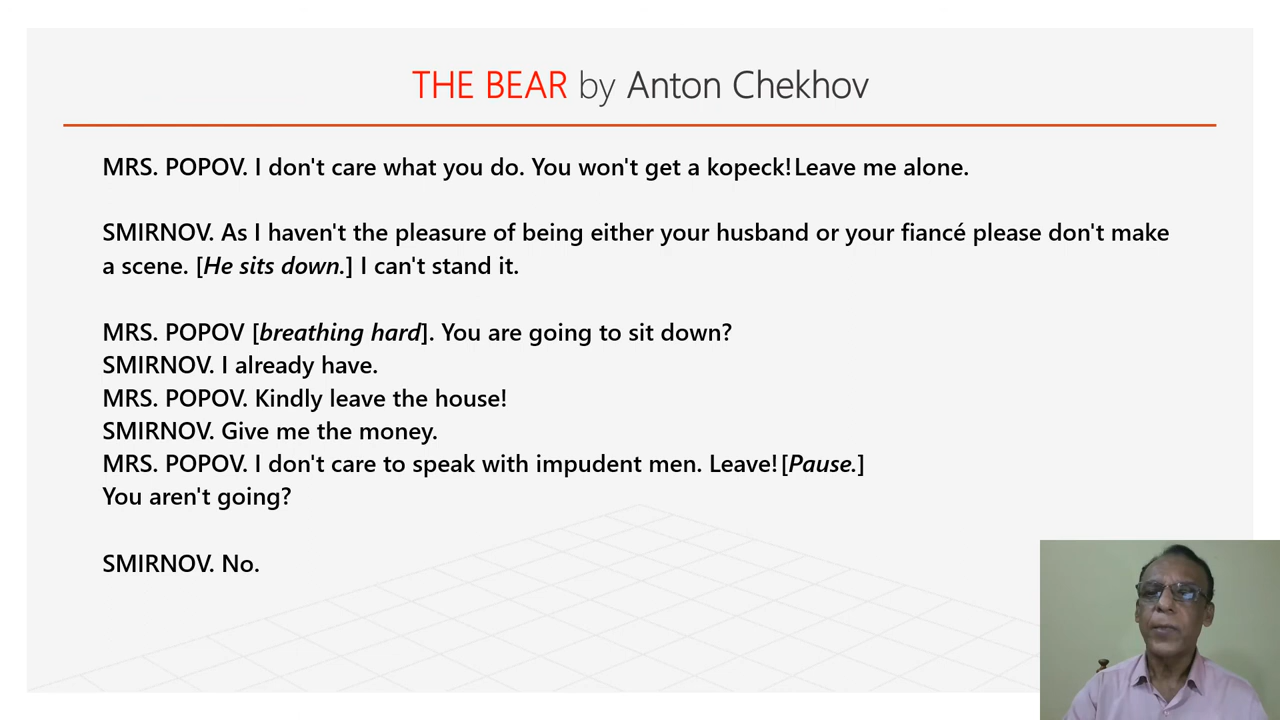 THE BEAR by Anton Chekhov
MRS. POPOV. I don't care what you do. You won't get a kopeck! Leave me alone.
SMIRNOV. As I haven't the pleasure of being either your husband or your fiancé please don't make
a scene. [He sits down.] I can't stand it.
MRS. POPOV [breathing hard]. You are going to sit down?
SMIRNOV. I already have.
MRS. POPOV. Kindly leave the house!
SMIRNOV. Give me the money.
MRS. POPOV. I don't care to speak with impudent men. Leave! [Pause.]
You aren't going?
SMIRNOV. No.